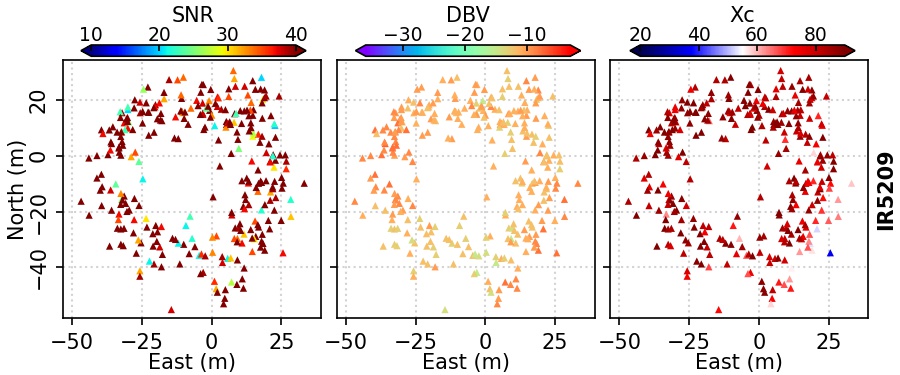 SNR DBV Xc
10 20 30 40 −30 −20 −10 20 40 60 80
20
0
−20
−40
North (m)
IR5209
−50 −25 0 25 −50 −25 0 25 −50 −25 0 25
East (m) East (m) East (m)